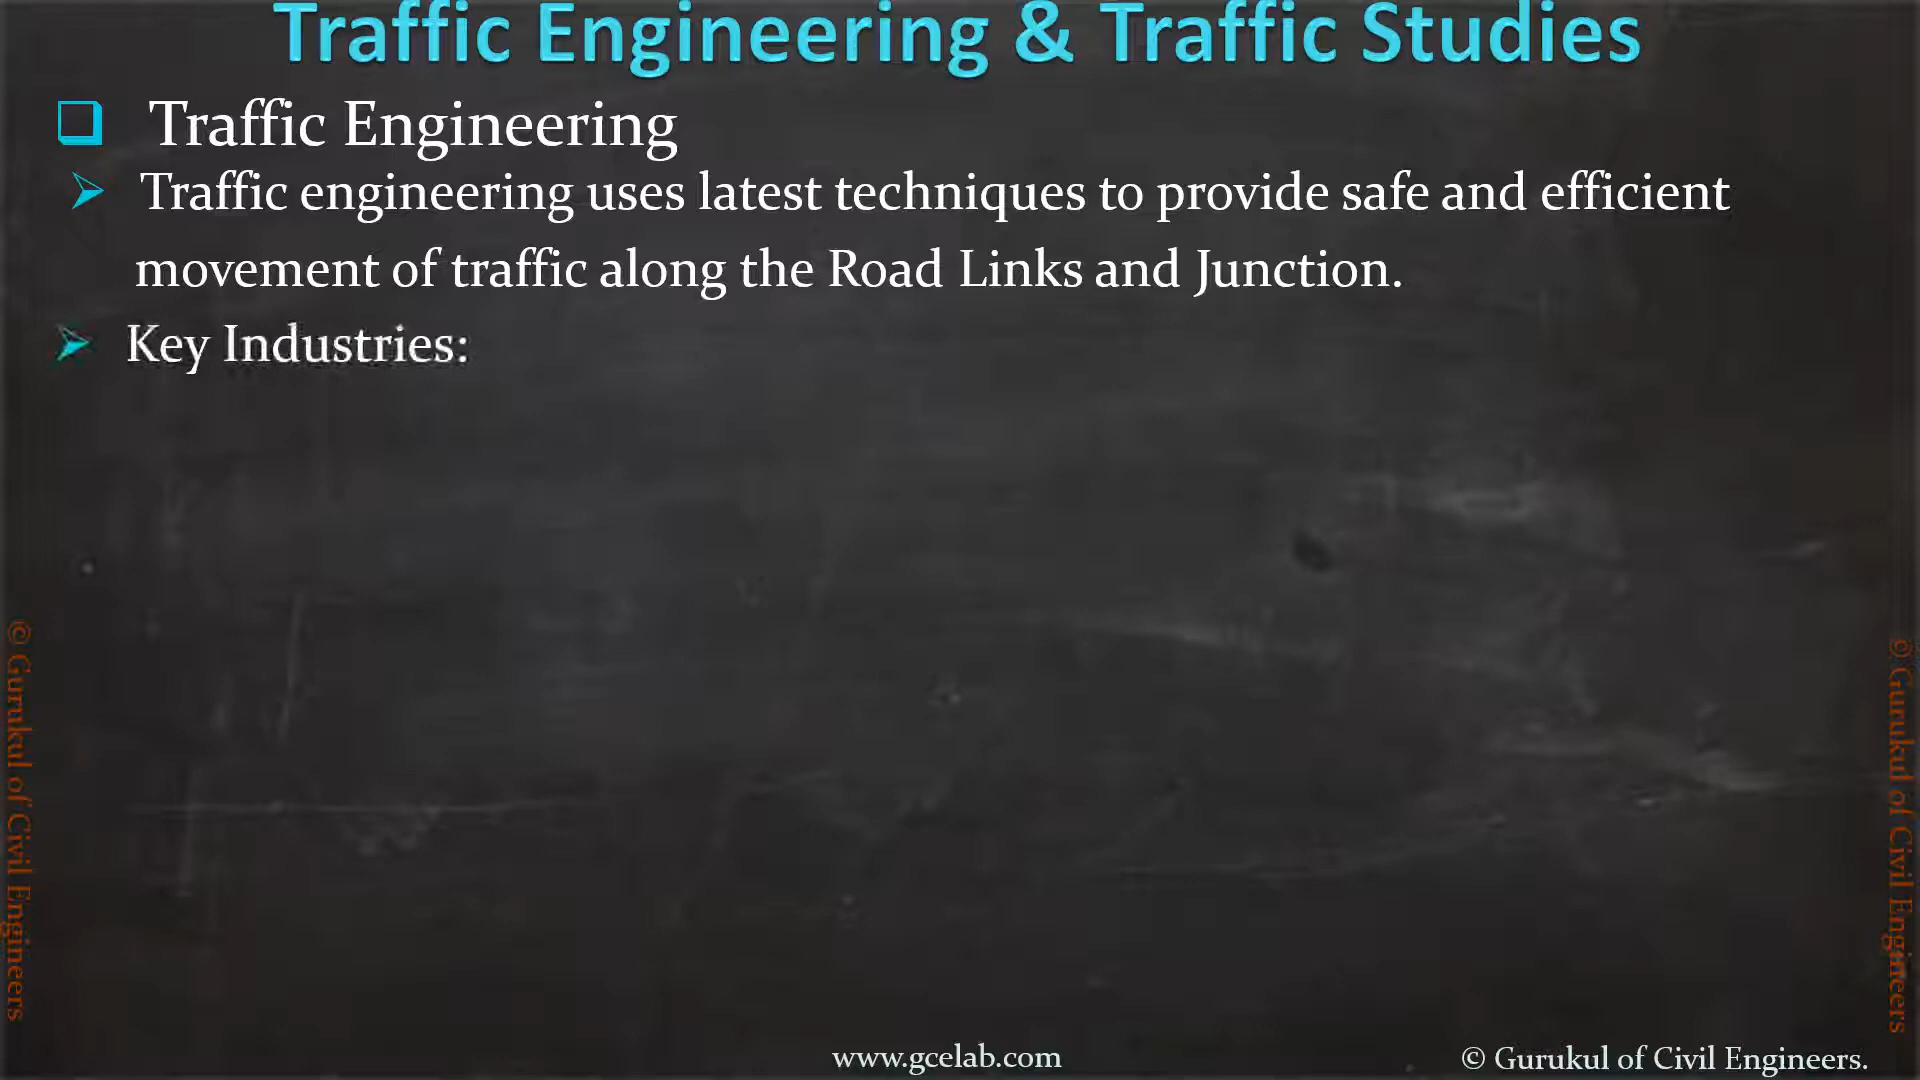 Traffic Engineering & Traffic Studies
Traffic Engineering
Traffic engineering uses latest techniques to provide safe and efficient
movement of traffic along the Road Links and Junction.
Key Industries:
© Gurukul of Civil Engineers
© Gurukul of Civil Engineers
www.gcelab.com
© Gurukul of Civil Engineers.